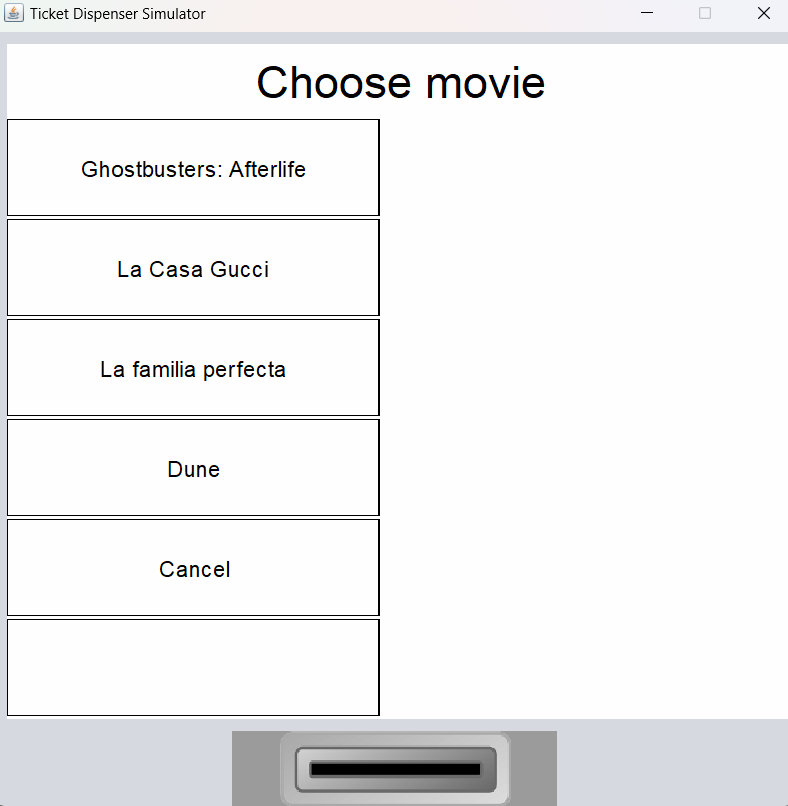 Ticket Dispenser Simulator
Choose movie
Ghostbusters: Afterlife
La Casa Gucci
La familia perfecta
Dune
Cancel